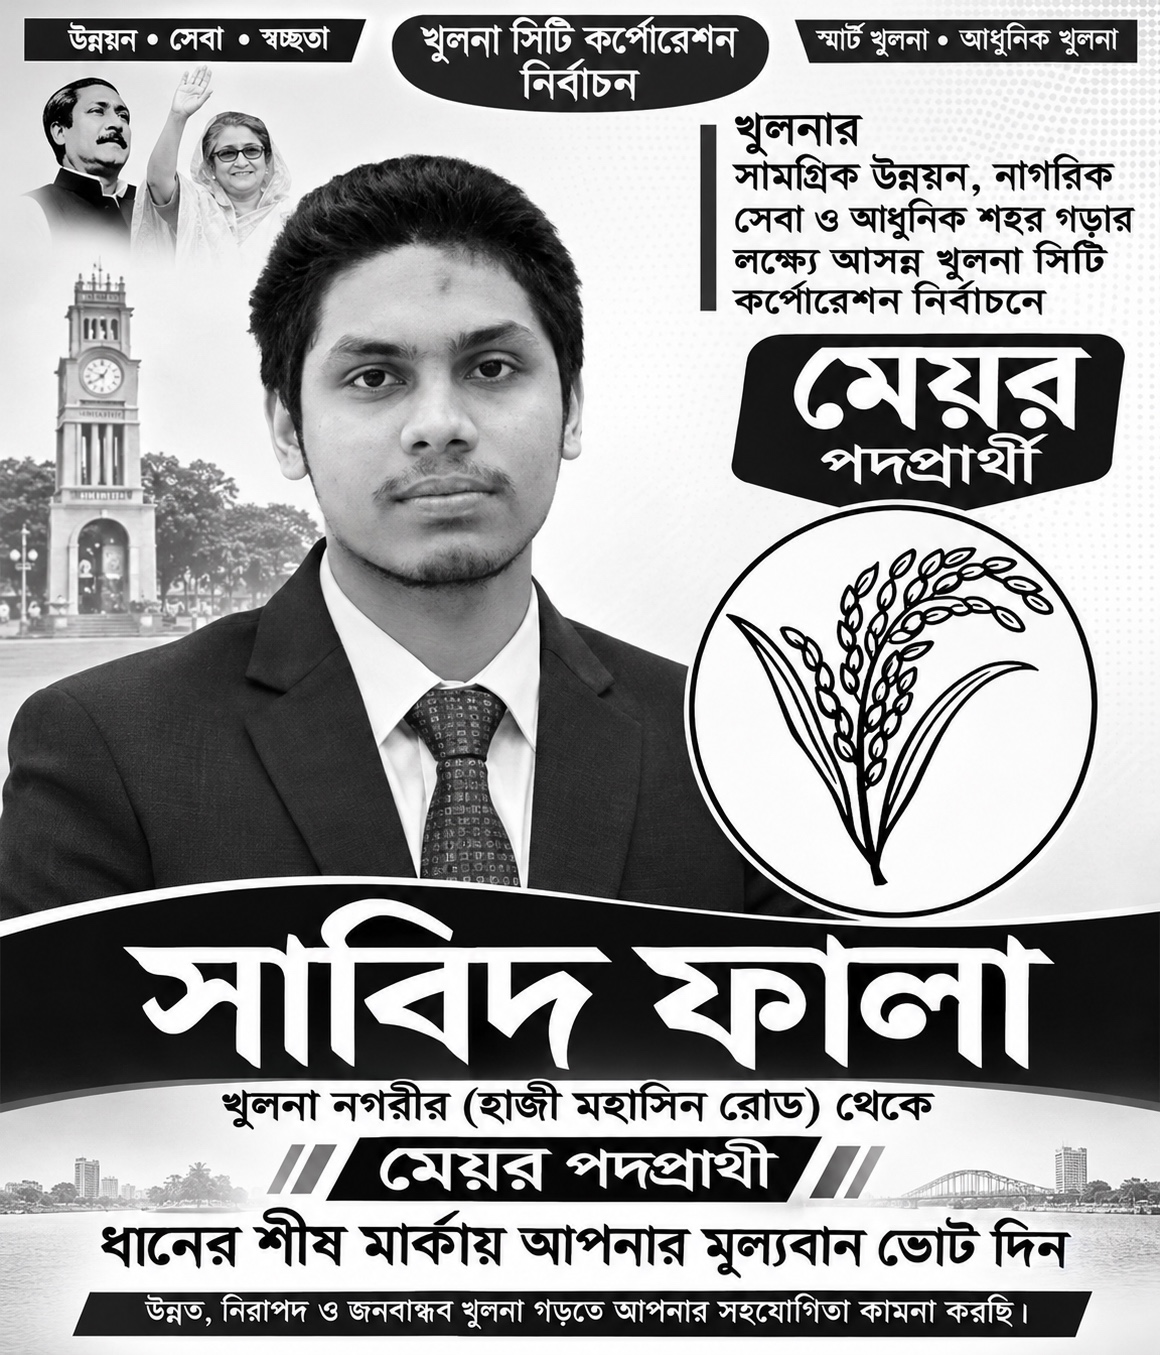 উন্নয়ন • সেবা • স্বচ্ছতা
খুলনা সিটি কর্পোরেশন
নির্বাচন
স্মার্ট খুলনা • আধুনিক খুলনা
খুলনার
সামগ্রিক উন্নয়ন, নাগরিক
সেবা ও আধুনিক শহর গড়ার
লক্ষ্যে আসন্ন খুলনা সিটি
কর্পোরেশন নির্বাচনে
মেয়র
পদপ্রার্থী
সাবিদ ফালা
খুলনা নগরীর (হাজী মহাসিন রোড) থেকে
মেয়র পদপ্রাথী
ধানের শীষ মার্কায় আপনার মুল্যবান ভোট দিন
উন্নত, নিরাপদ ও জনবান্ধব খুলনা গড়তে আপনার সহযোগিতা কামনা করছি।